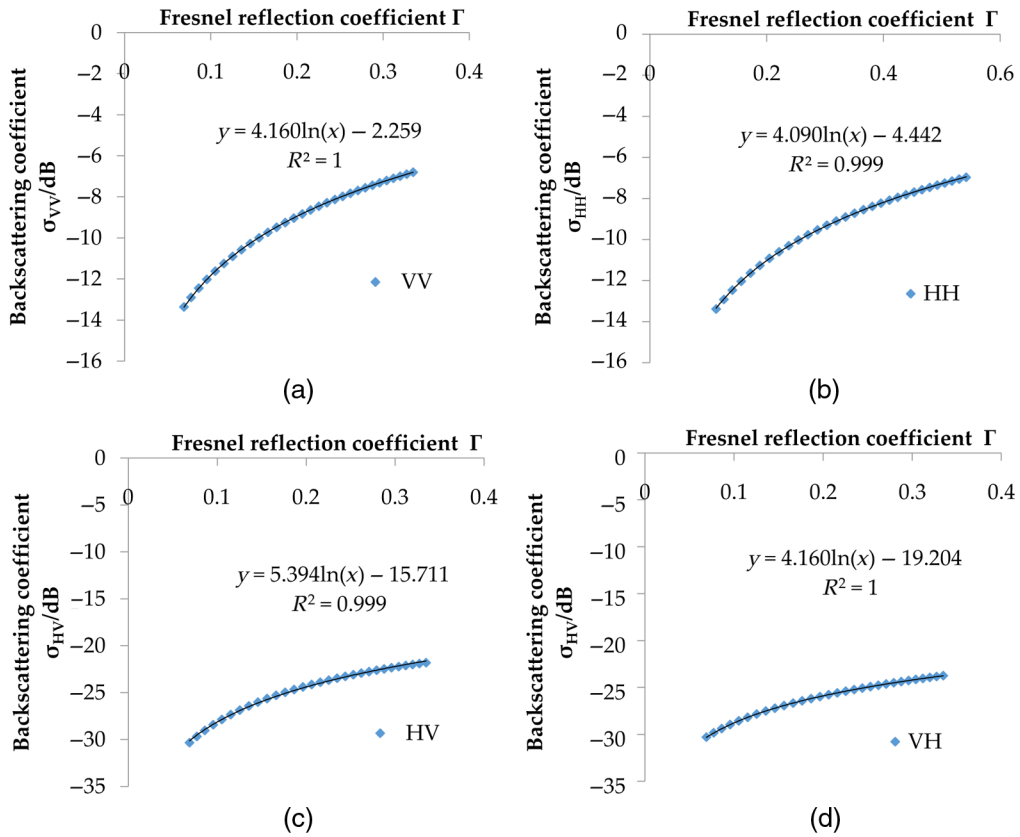 Fresnel reflection coefficient Γ
0
0 0.1 0.2 0.3 0.4
−2
−4
−6
−8
−10
−12
−14
−16
Backscattering coefficient
σVV/dB
y = 4.160ln(x) − 2.259
R² = 1
VV
(a)
Fresnel reflection coefficient Γ
0
0 0.2 0.4 0.6
−2
−4
−6
−8
−10
−12
−14
−16
Backscattering coefficient
σHH/dB
y = 4.090ln(x) − 4.442
R² = 0.999
HH
(b)
Fresnel reflection coefficient Γ
0
0 0.1 0.2 0.3 0.4
−5
−10
−15
−20
−25
−30
−35
Backscattering coefficient
σHV/dB
y = 5.394ln(x) − 15.711
R² = 0.999
HV
(c)
Fresnel reflection coefficient Γ
0
0 0.1 0.2 0.3 0.4
−5
−10
−15
−20
−25
−30
−35
Backscattering coefficient
σHV/dB
y = 4.160ln(x) − 19.204
R² = 1
VH
(d)